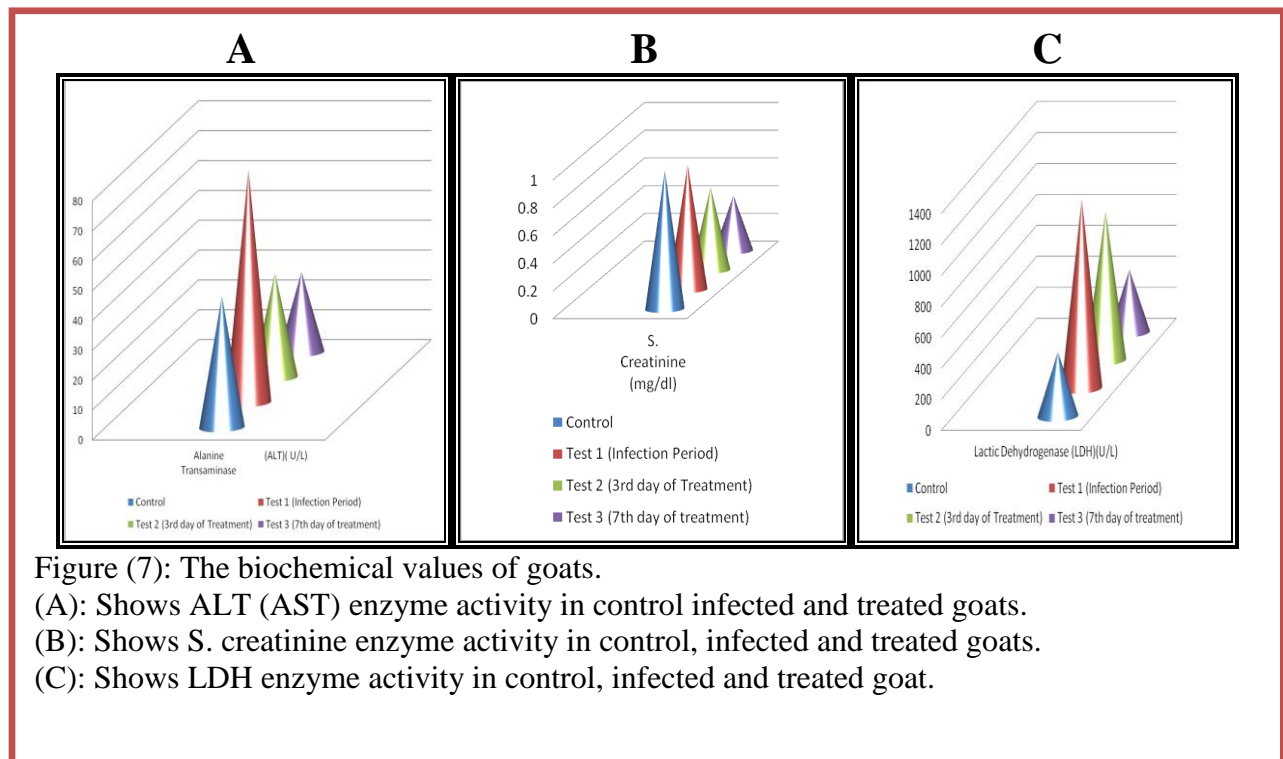 A
B
C
80
70
60
50
40
30
20
10
0
Alanine
Transaminase
(ALT)( U/L)
Control
Test 1 (Infection Period)
Test 2 (3rd day of Treatment)
Test 3 (7th day of treatment)
1
0.8
0.6
0.4
0.2
0
S.
Creatinine
(mg/dl)
Control
Test 1 (Infection Period)
Test 2 (3rd day of Treatment)
Test 3 (7th day of treatment)
1400
1200
1000
800
600
400
200
0
Lactic Dehydrogenase (LDH)(U/L)
Control
Test 1 (Infection Period)
Test 2 (3rd day of Treatment)
Test 3 (7th day of treatment)
Figure (7): The biochemical values of goats.
(A): Shows ALT (AST) enzyme activity in control infected and treated goats.
(B): Shows S. creatinine enzyme activity in control, infected and treated goats.
(C): Shows LDH enzyme activity in control, infected and treated goat.